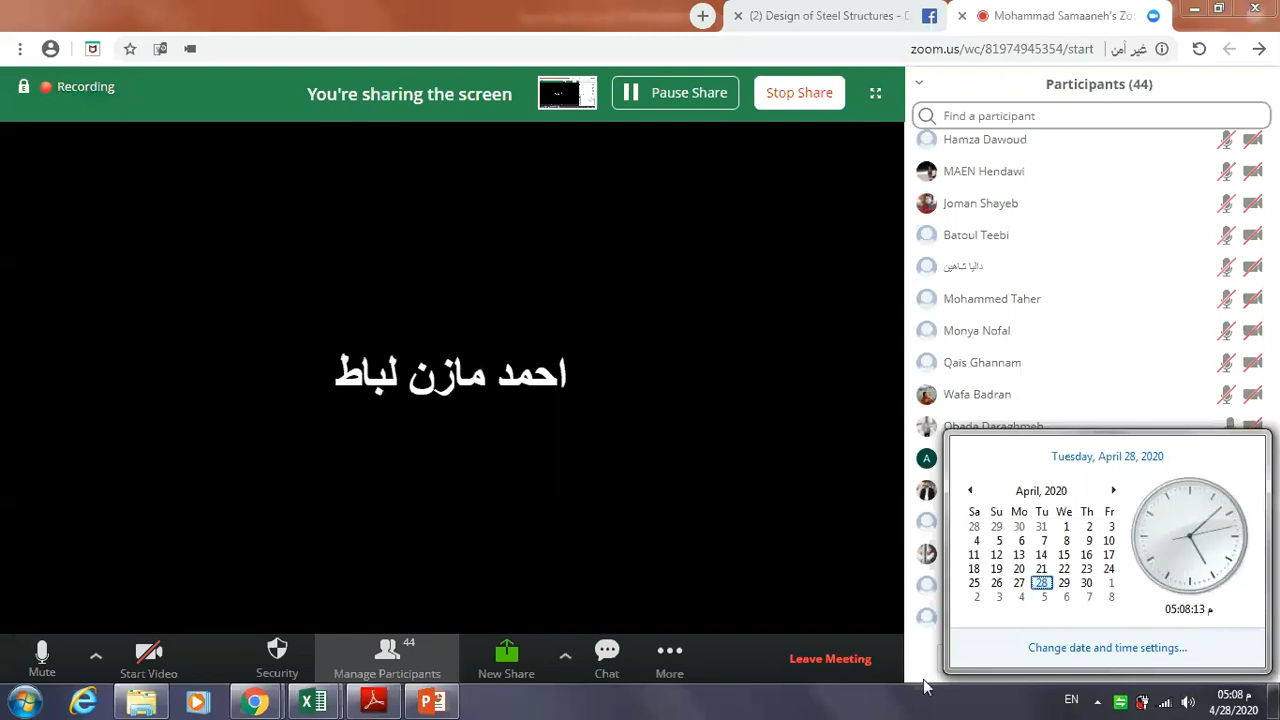 (2) Design of Steel Structures - D
Mohammad Samaaneh's Zo
zoom.us/wc/81974945354/start
غير آمن
Recording
You're sharing the screen
Pause Share
Stop Share
Participants (44)
Find a participant
Hamza Dawoud
MAEN Hendawi
Joman Shayeb
Batoul Teebi
داليا شاهين
Mohammed Taher
Monya Nofal
Qais Ghannam
Wafa Badran
Obada Daraghmeh
احمد مازن لباط
A
Tuesday, April 28, 2020
April, 2020
Sa Su Mo Tu We Th Fr
28 29 30 31 1 2 3
4 5 6 7 8 9 10
11 12 13 14 15 16 17
18 19 20 21 22 23 24
25 26 27 28 29 30 1
2 3 4 5 6 7 8
05:08:13 م
Change date and time settings...
Mute
Start Video
Security
44
Manage Participants
New Share
Chat
More
Leave Meeting
EN
05:08 م
4/28/2020